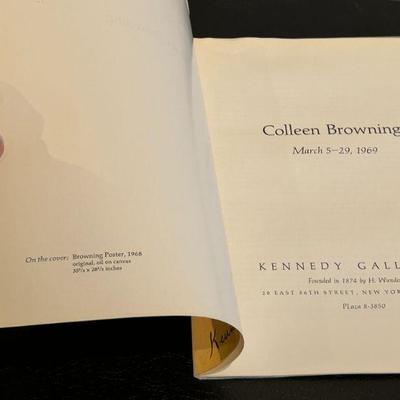 On the cover: Browning Poster, 1968
original, oil on canvas
Colleen Browning
March 5–29, 1969
KENNEDY GALL
Founded in 1874 by H. Wunde
20 EAST 56TH STREET, NEW YOR
PLaza 8-3850